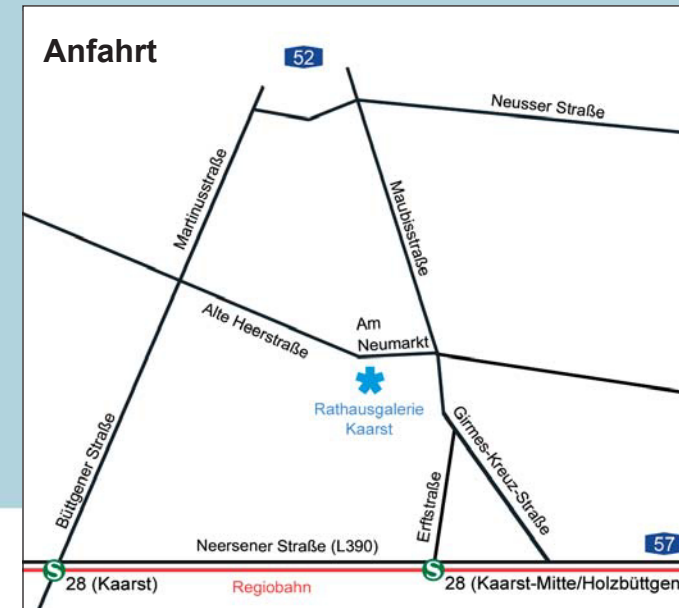 Anfahrt
52
Neusser Straße
Martinusstraße
Maubisstraße
Alte Heerstraße
Am
Neumarkt
Rathausgalerie
Kaarst
Büttgener Straße
Girmes-Kreuz-Straße
Erftstraße
Neersener Straße (L390)
57
S
28 (Kaarst)
Regiobahn
S
28 (Kaarst-Mitte/Holzbüttgen